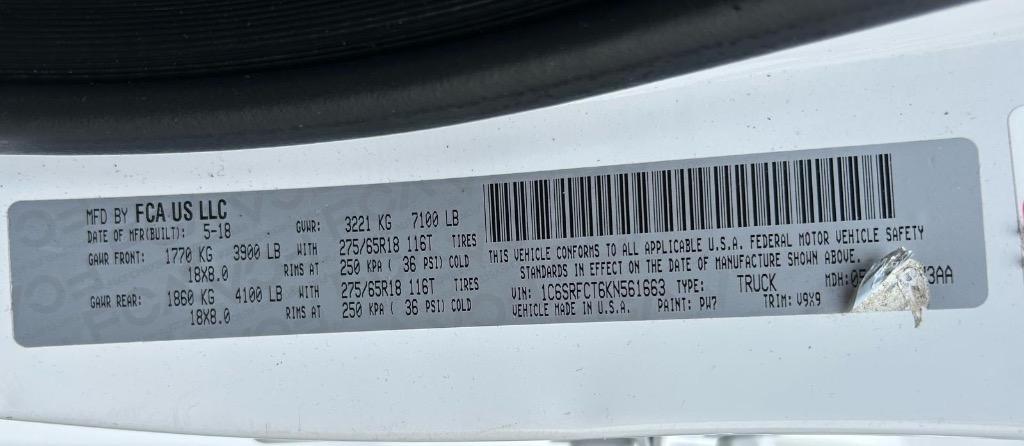 MFD BY FCA US LLC
DATE OF MFR(BUILT): 5-18 GVWR: 3221 KG 7100 LB
GAWR FRONT: 1770 KG 3900 LB WITH 275/65R18 116T TIRES
18X8.0 RIMS AT 250 KPA ( 36 PSI) COLD
GAWR REAR: 1860 KG 4100 LB WITH 275/65R18 116T TIRES
18X8.0 RIMS AT 250 KPA ( 36 PSI) COLD
THIS VEHICLE CONFORMS TO ALL APPLICABLE U.S.A. FEDERAL MOTOR VEHICLE SAFETY
STANDARDS IN EFFECT ON THE DATE OF MANUFACTURE SHOWN ABOVE.
VIN: 1C6SRFCT6KN561663 TYPE: TRUCK MDH:
VEHICLE MADE IN U.S.A. PAINT: PW7 TRIM: V9X9